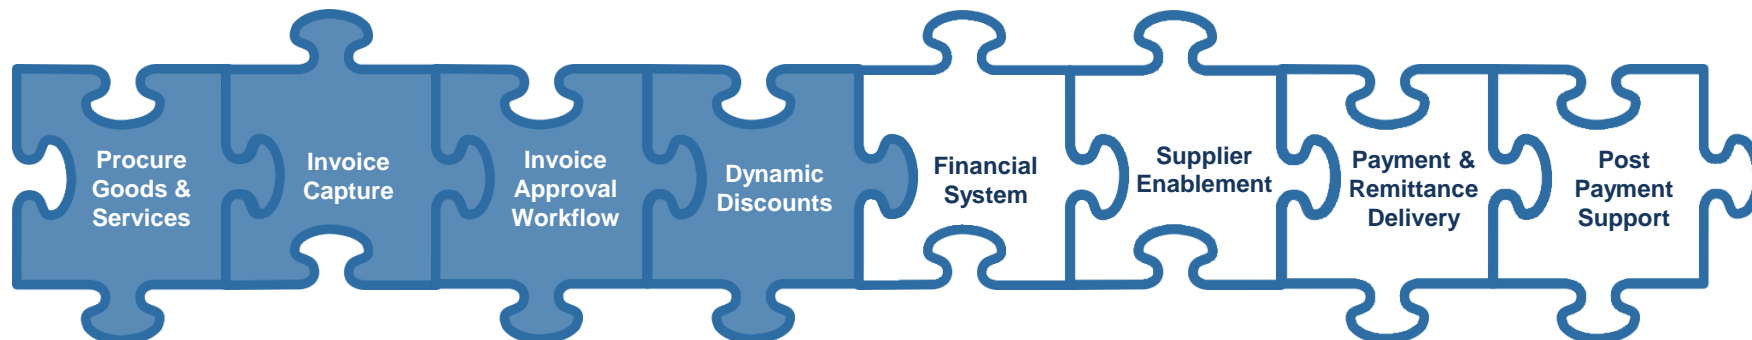 Procure
Goods &
Services
Invoice
Capture
Invoice
Approval
Workflow
Dynamic
Discounts
Financial
System
Supplier
Enablement
Payment &
Remittance
Delivery
Post
Payment
Support